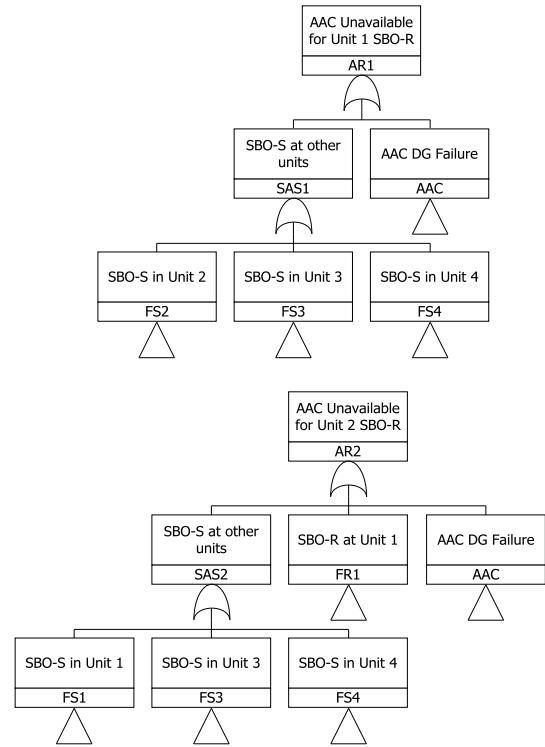 AAC Unavailable
for Unit 1 SBO-R
AR1
SBO-S at other
units
SAS1
AAC DG Failure
AAC
SBO-S in Unit 2
FS2
SBO-S in Unit 3
FS3
SBO-S in Unit 4
FS4
AAC Unavailable
for Unit 2 SBO-R
AR2
SBO-S at other
units
SAS2
SBO-R at Unit 1
FR1
AAC DG Failure
AAC
SBO-S in Unit 1
FS1
SBO-S in Unit 3
FS3
SBO-S in Unit 4
FS4